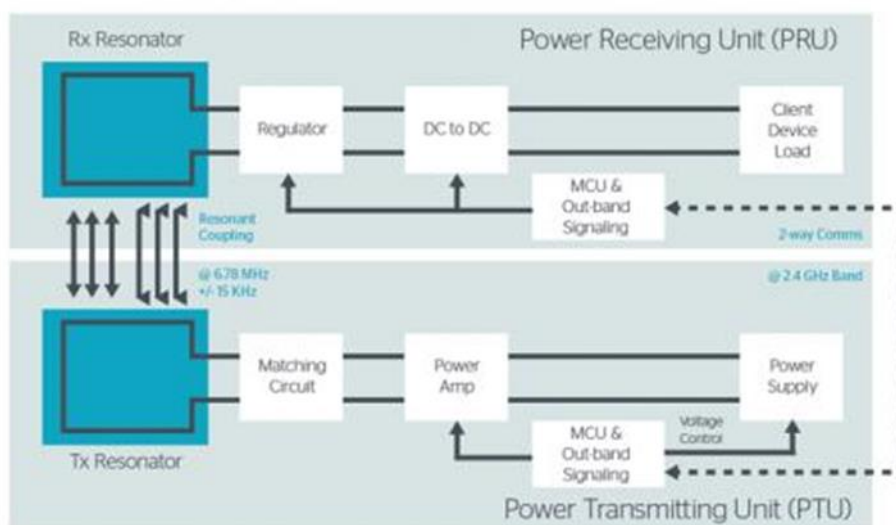 Rx Resonator
Power Receiving Unit (PRU)
Regulator
DC to DC
Client
Device
Load
MCU &
Out-band
Signaling
Resonant
Coupling
2-way Comms
@ 6.78 MHz
+/- 15 KHz
@ 2.4 GHz Band
Matching
Circuit
Power
Amp
Power
Supply
Voltage
Control
MCU &
Out-band
Signaling
Tx Resonator
Power Transmitting Unit (PTU)